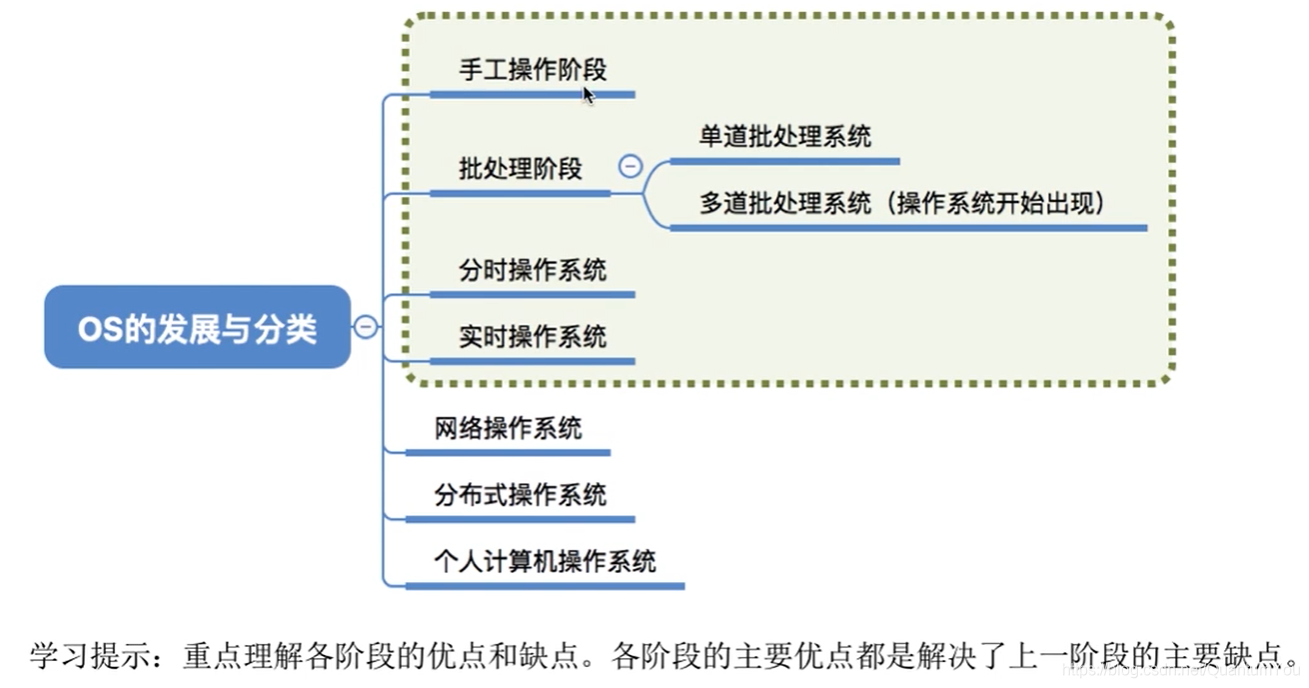 手工操作阶段
批处理阶段
单道批处理系统
多道批处理系统（操作系统开始出现）
分时操作系统
实时操作系统
OS的发展与分类
网络操作系统
分布式操作系统
个人计算机操作系统
学习提示：重点理解各阶段的优点和缺点。各阶段的主要优点都是解决了上一阶段的主要缺点。
https://blog.csdn.net/QuantumYou